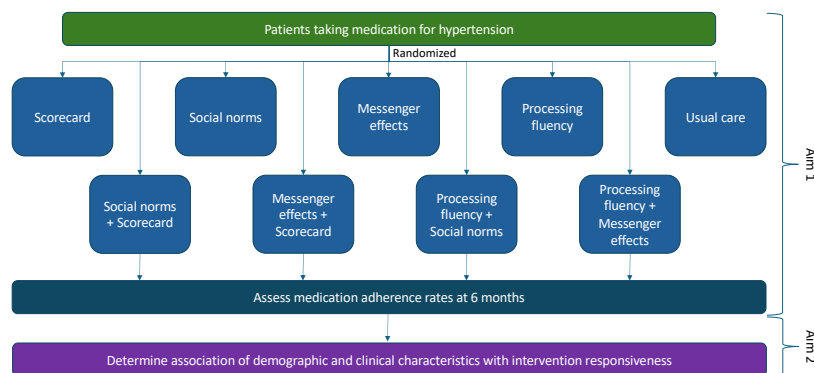 Patients taking medication for hypertension
Randomized
Scorecard
Social norms
Messenger
effects
Processing
fluency
Usual care
Social norms
+ Scorecard
Messenger
effects +
Scorecard
Processing
fluency +
Social norms
Processing
fluency +
Messenger
effects
Aim 1
Assess medication adherence rates at 6 months
Aim 2
Determine association of demographic and clinical characteristics with intervention responsiveness